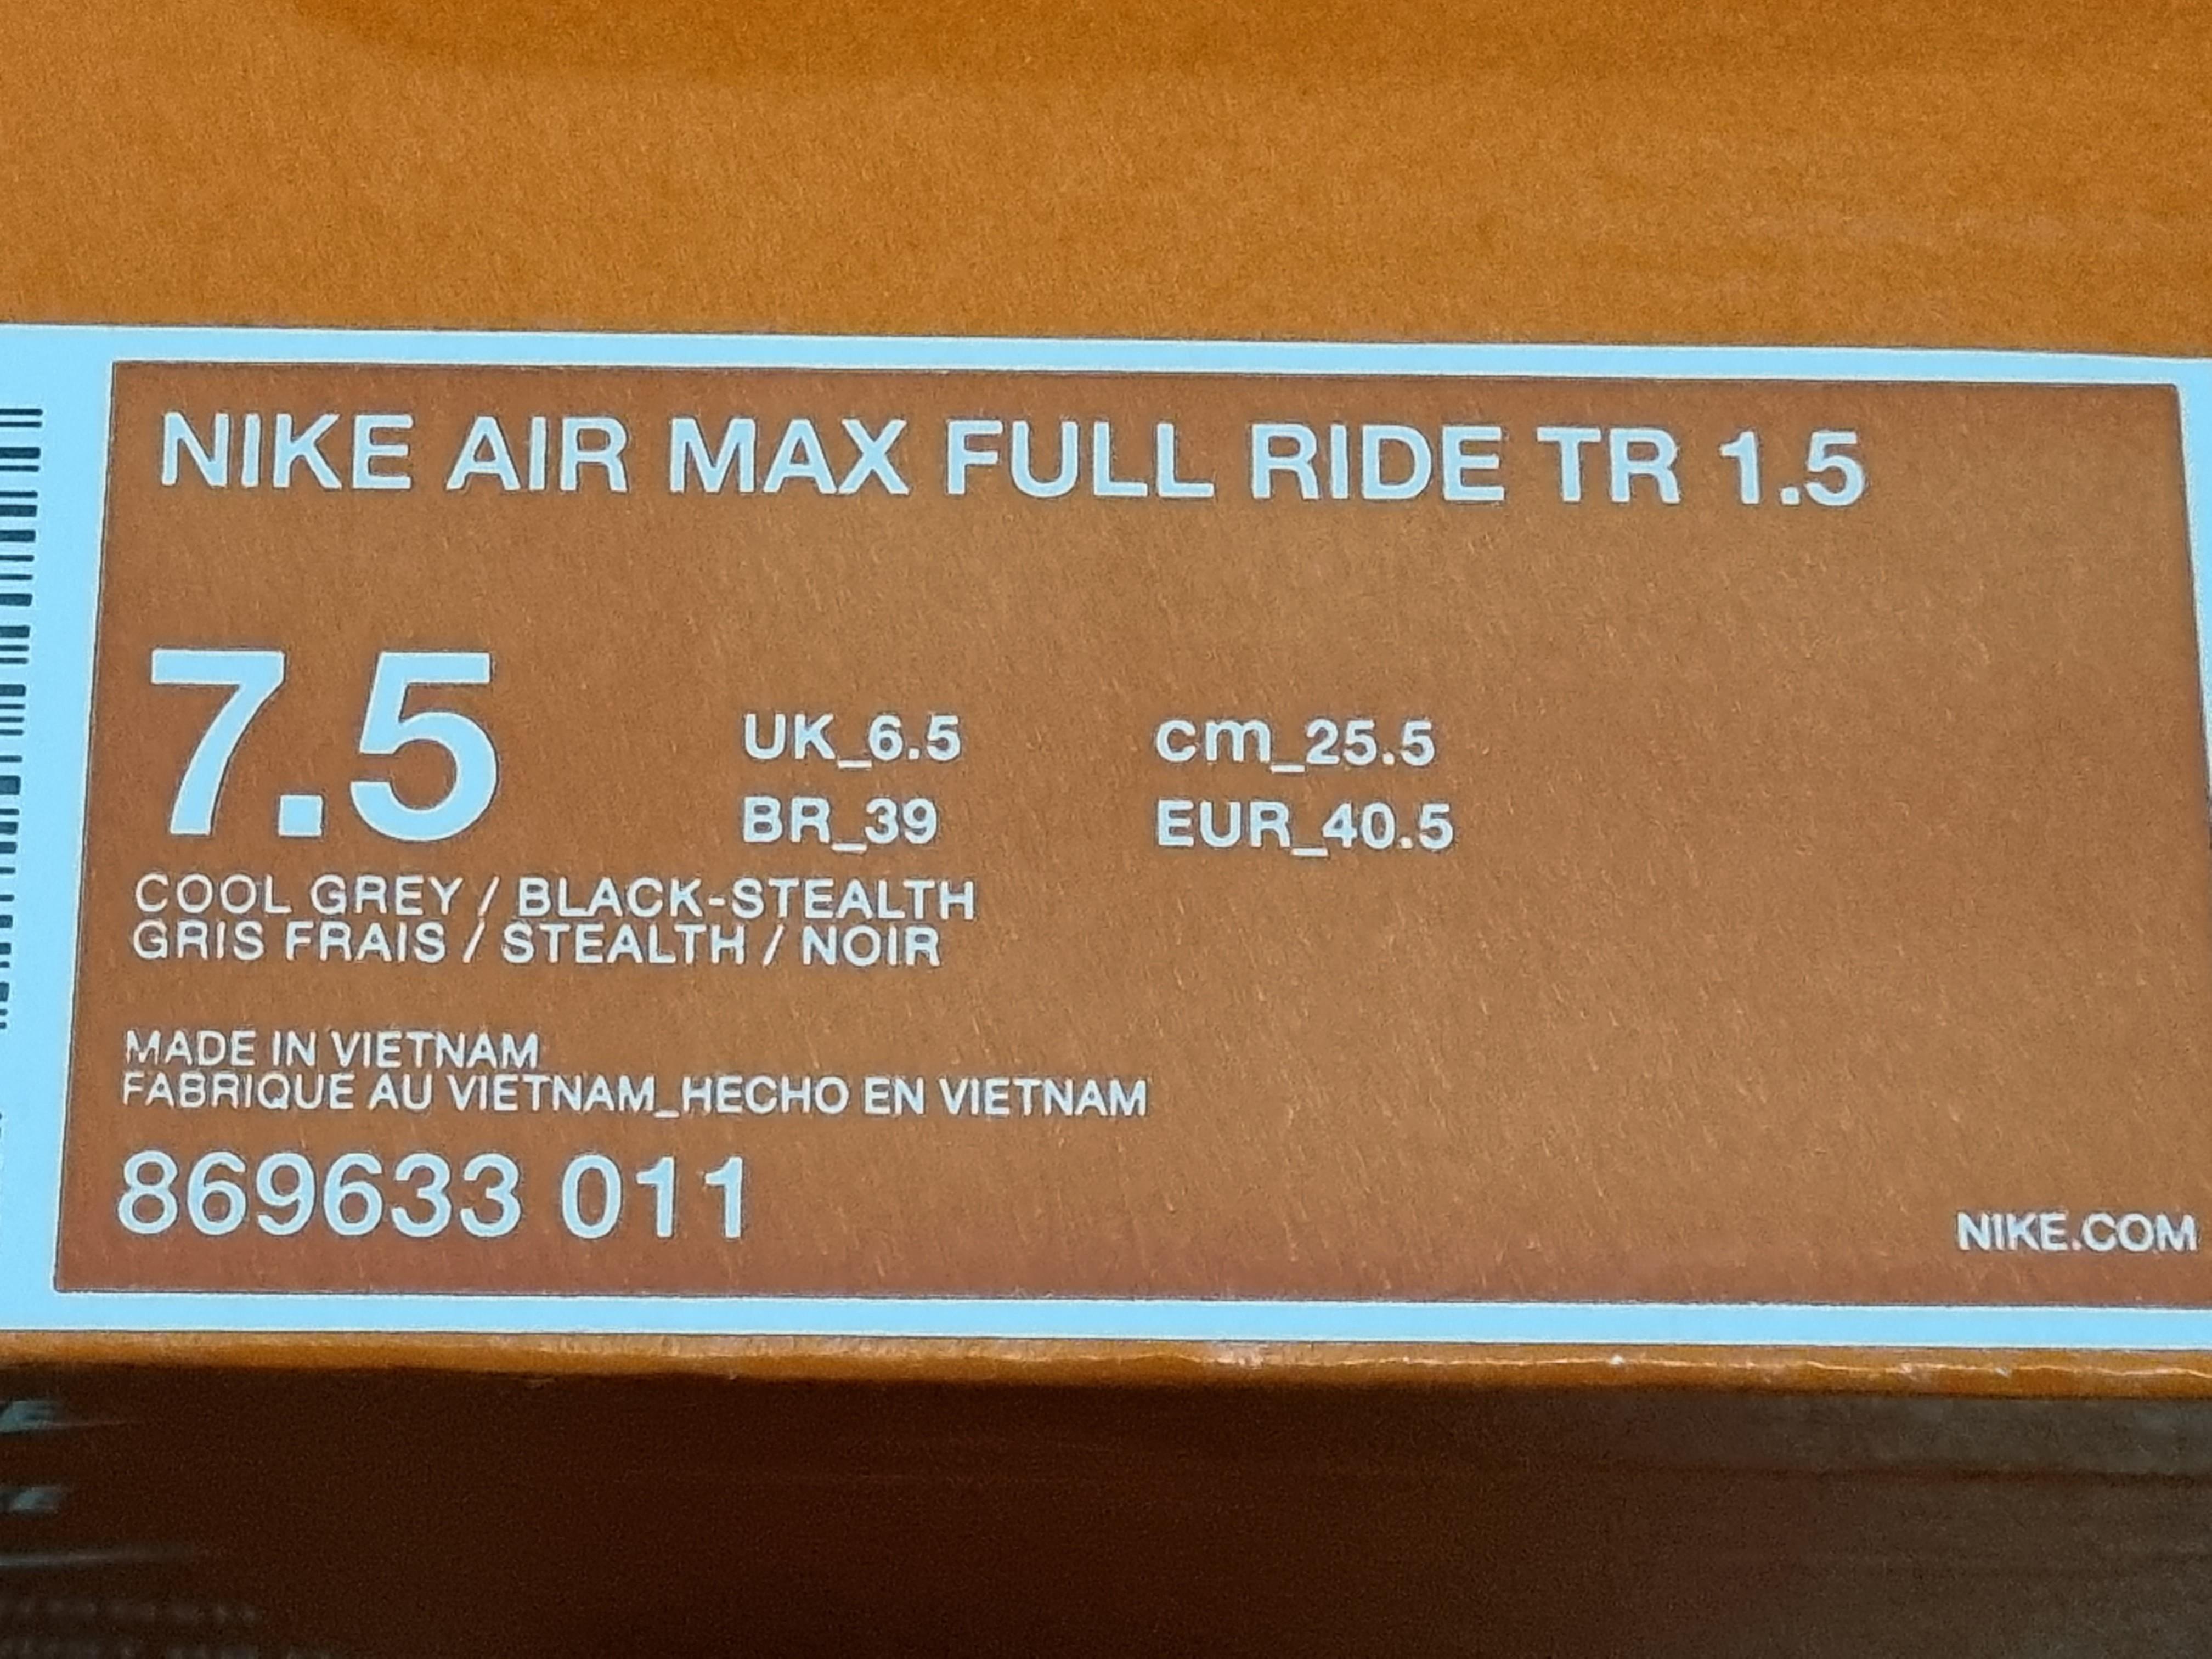 NIKE AIR MAX FULL RIDE TR 1.5
7.5
UK_6.5 cm_25.5
BR_39 EUR_40.5
COOL GREY / BLACK-STEALTH
GRIS FRAIS / STEALTH / NOIR
MADE IN VIETNAM
FABRIQUE AU VIETNAM_HECHO EN VIETNAM
869633 011
NIKE.COM